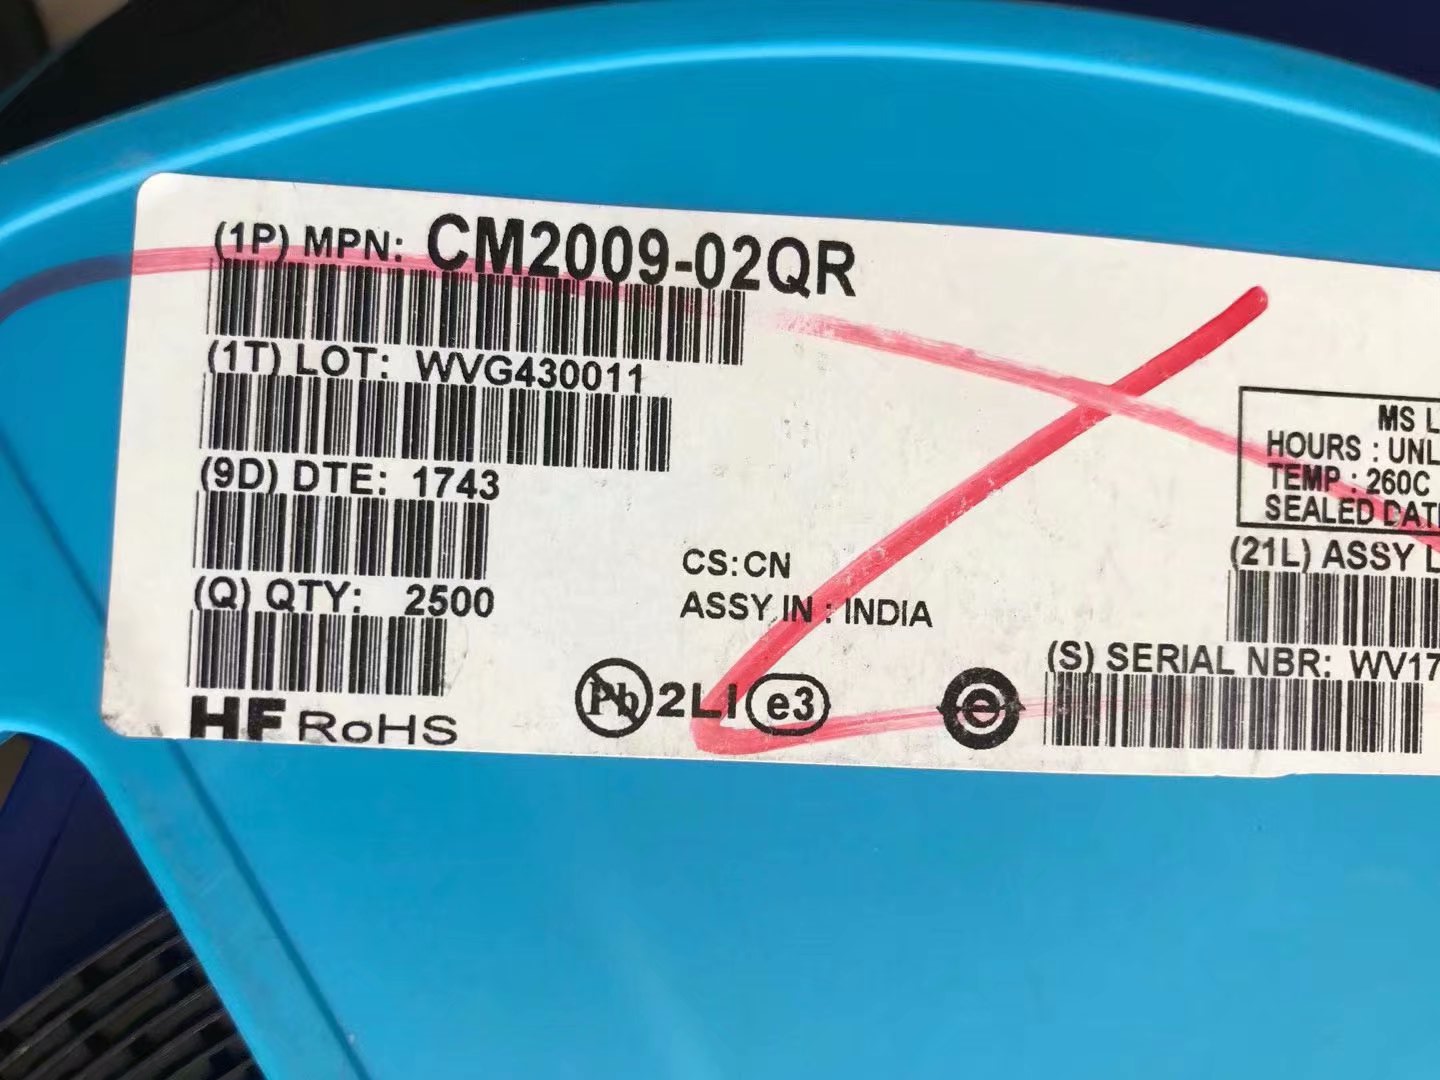 (1P) MPN: CM2009-02QR
(1T) LOT: WVG430011
(9D) DTE: 1743
(Q) QTY: 2500
HF RoHS
CS:CN
ASSY IN : INDIA
Pb 2LI e3
e
MS L
HOURS : UNL
TEMP : 260C
SEALED DAT
(21L) ASSY L
(S) SERIAL NBR: WV17